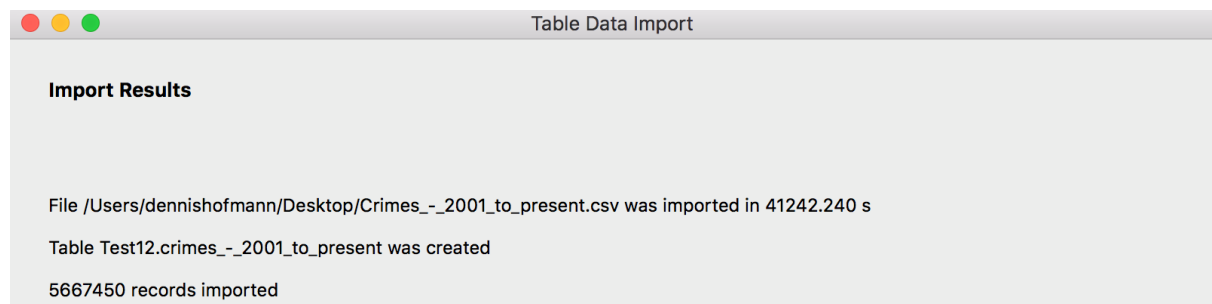 Table Data Import
Import Results
File /Users/dennishofmann/Desktop/Crimes_-_2001_to_present.csv was imported in 41242.240 s
Table Test12.crimes_-_2001_to_present was created
5667450 records imported